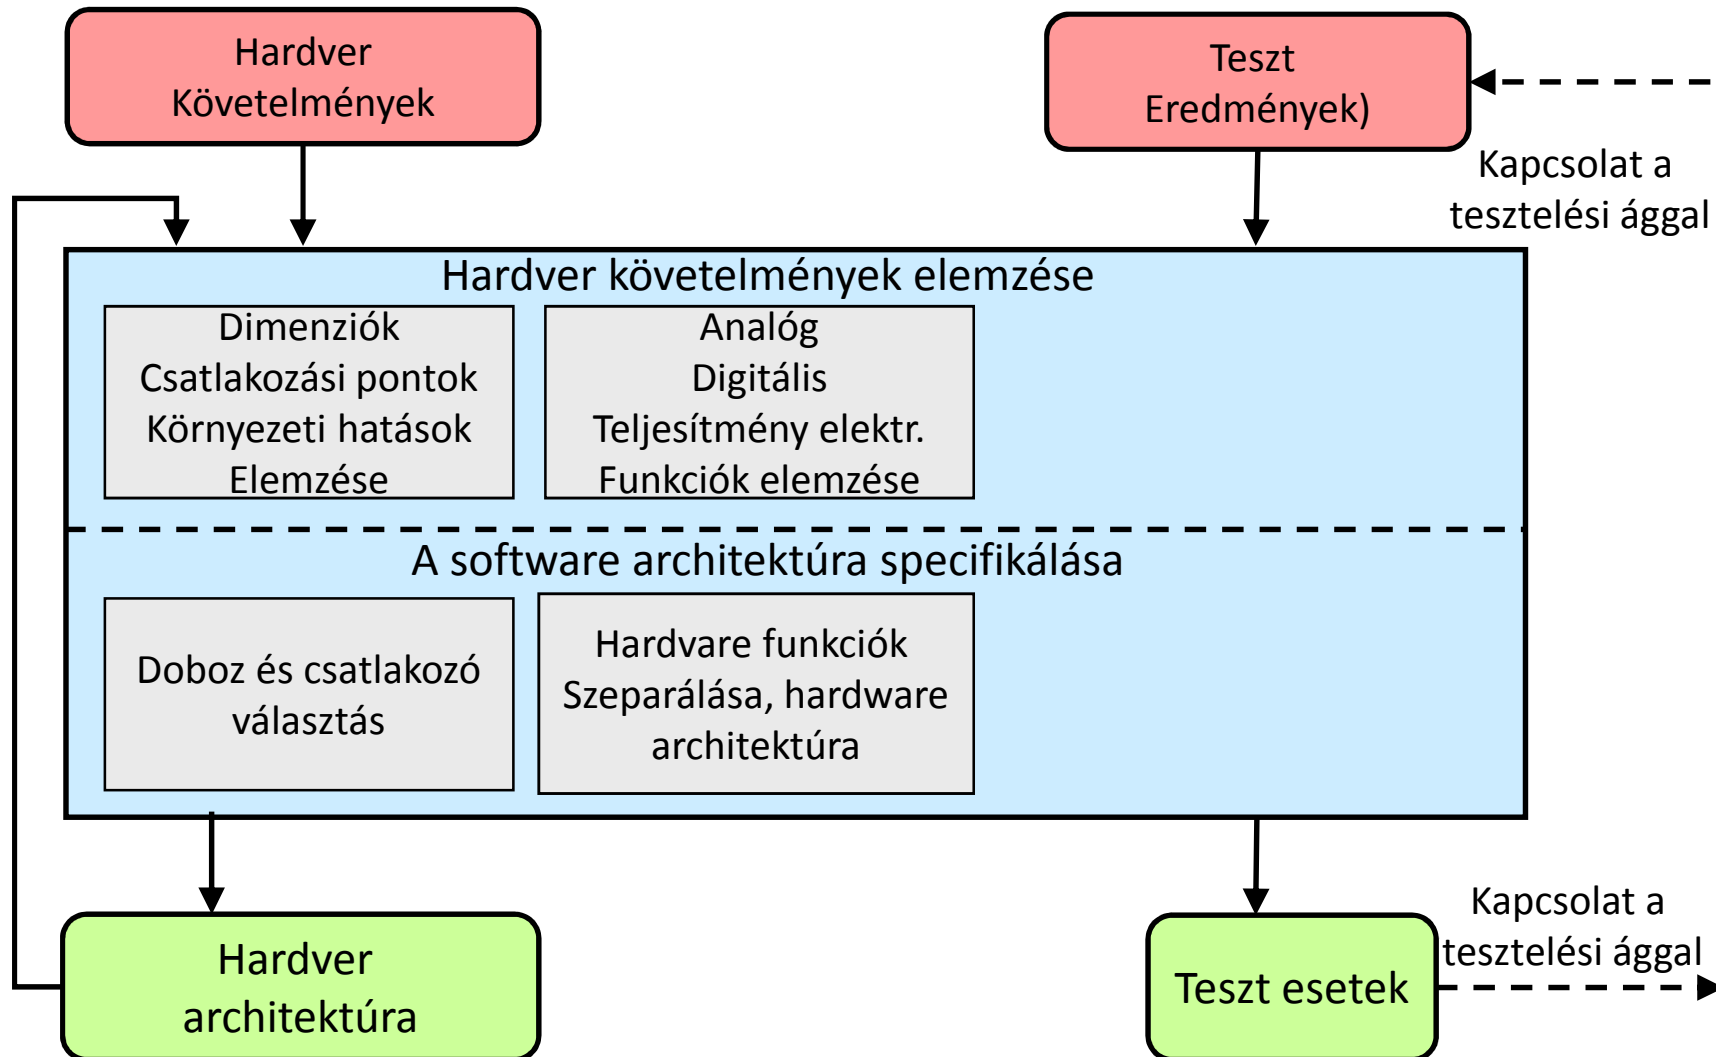 Hardver
Követelmények
Teszt
Eredmények)
Kapcsolat a
tesztelési ággal
Hardver követelmények elemzése
Dimenziók
Csatlakozási pontok
Környezeti hatások
Elemzése
Analóg
Digitális
Teljesítmény elektr.
Funkciók elemzése
A software architektúra specifikálása
Doboz és csatlakozó
választás
Hardvare funkciók
Szeparálása, hardware
architektúra
Hardver
architektúra
Teszt esetek
Kapcsolat a
tesztelési ággal